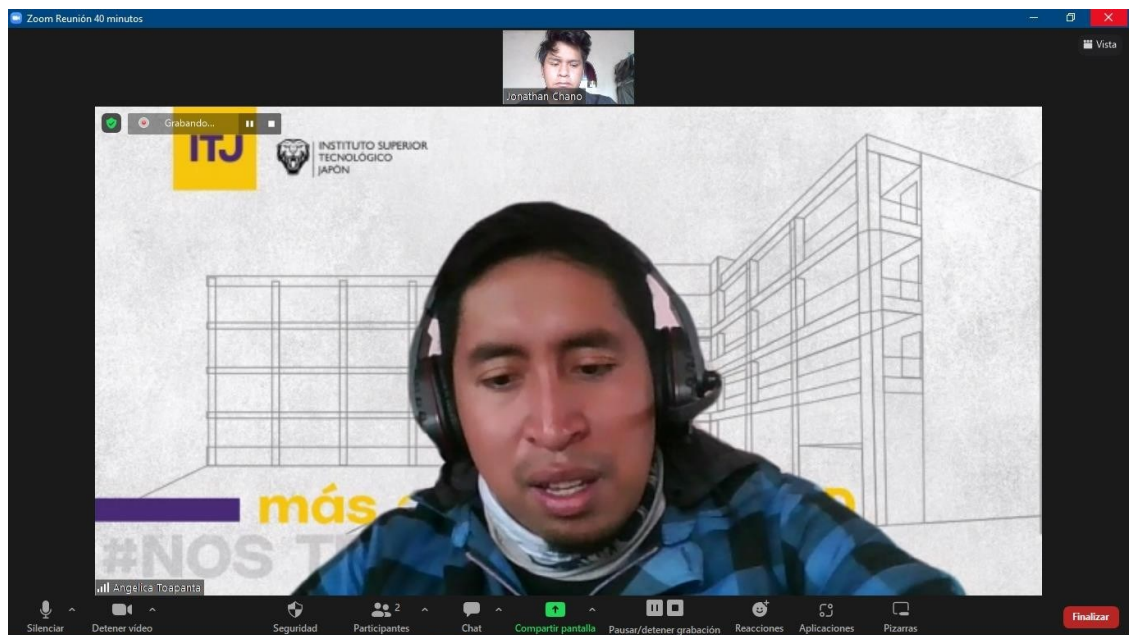 Zoom Reunión 40 minutos
Vista
Jonathan Chano
Grabando...
ITJ
INSTITUTO SUPERIOR
TECNOLÓGICO
JAPÓN
más
#NOS
Angelica Toapanta
Silenciar
Detener vídeo
Seguridad
Participantes
2
Chat
Compartir pantalla
Pausar/detener grabación
Reacciones
Aplicaciones
Pizarras
Finalizar